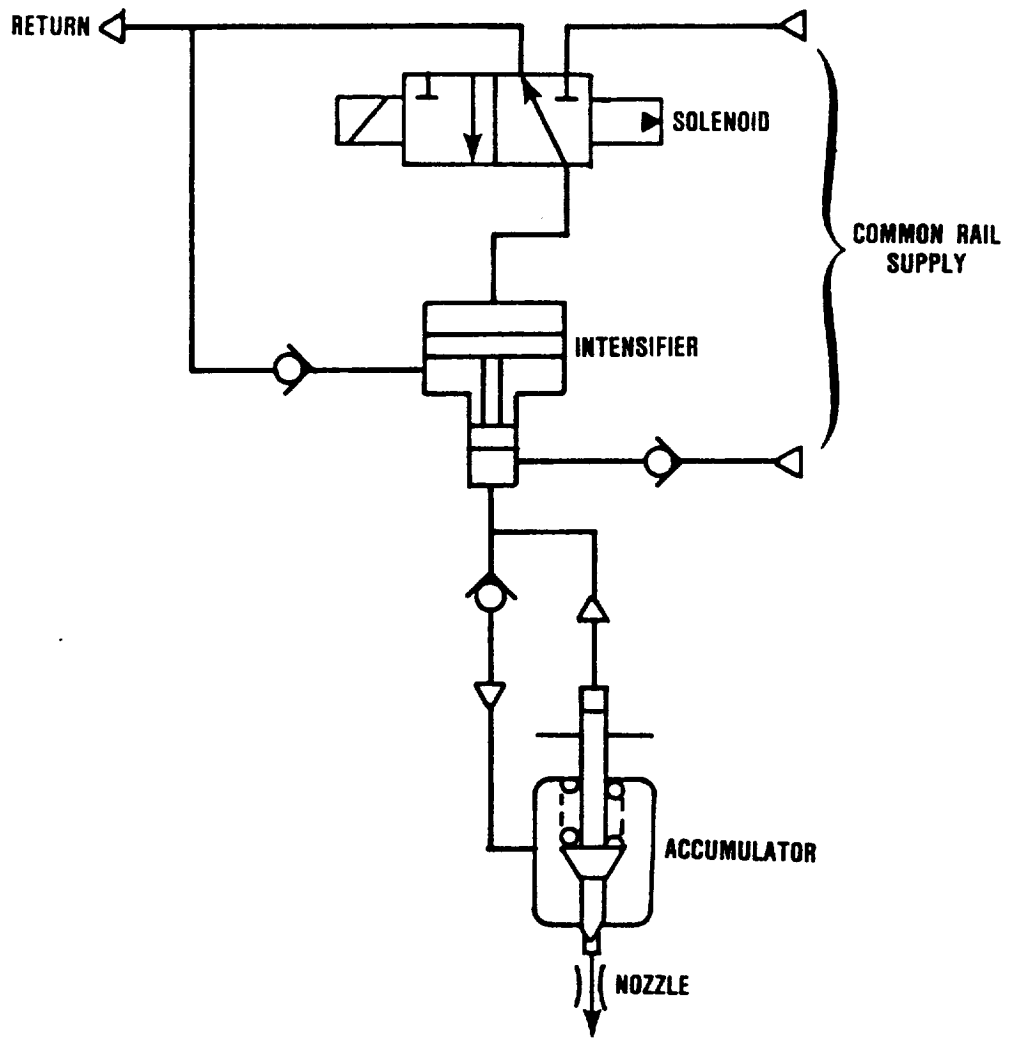 RETURN
SOLENOID
COMMON RAIL
SUPPLY
INTENSIFIER
ACCUMULATOR
NOZZLE